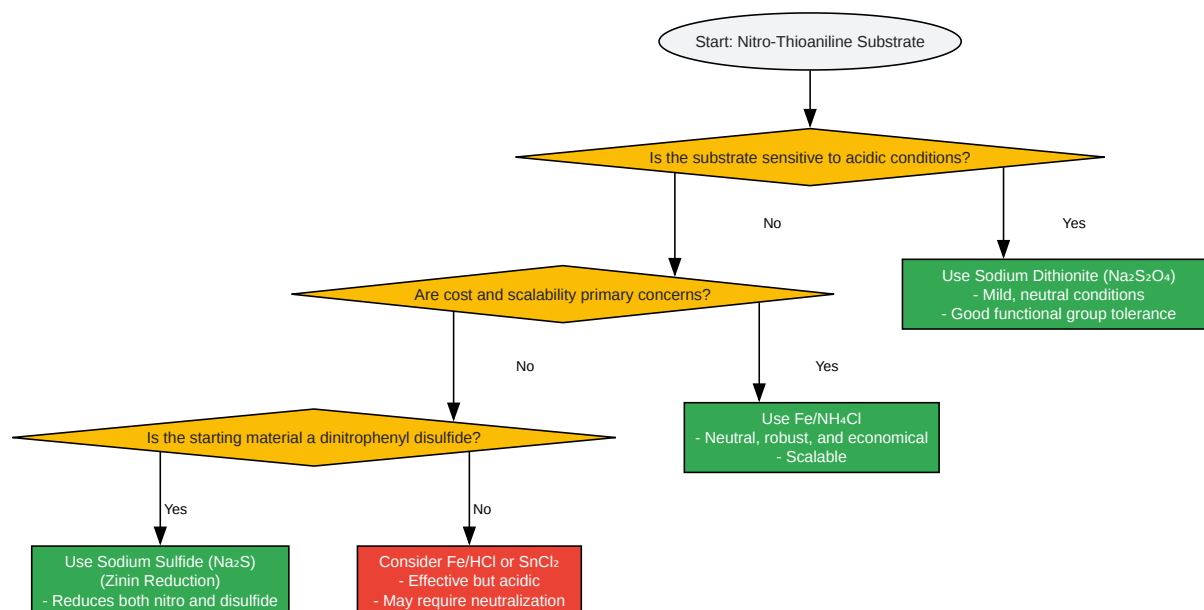 Start: Nitro-Thioaniline Substrate
Is the substrate sensitive to acidic conditions?
No
Yes
Use Sodium Dithionite (Na₂S₂O₄)
- Mild, neutral conditions
- Good functional group tolerance
Are cost and scalability primary concerns?
No
Yes
Use Fe/NH₄Cl
- Neutral, robust, and economical
- Scalable
Is the starting material a dinitrophenyl disulfide?
Yes
No
Use Sodium Sulfide (Na₂S)
(Zinin Reduction)
- Reduces both nitro and disulfide
Consider Fe/HCl or SnCl₂
- Effective but acidic
- May require neutralization